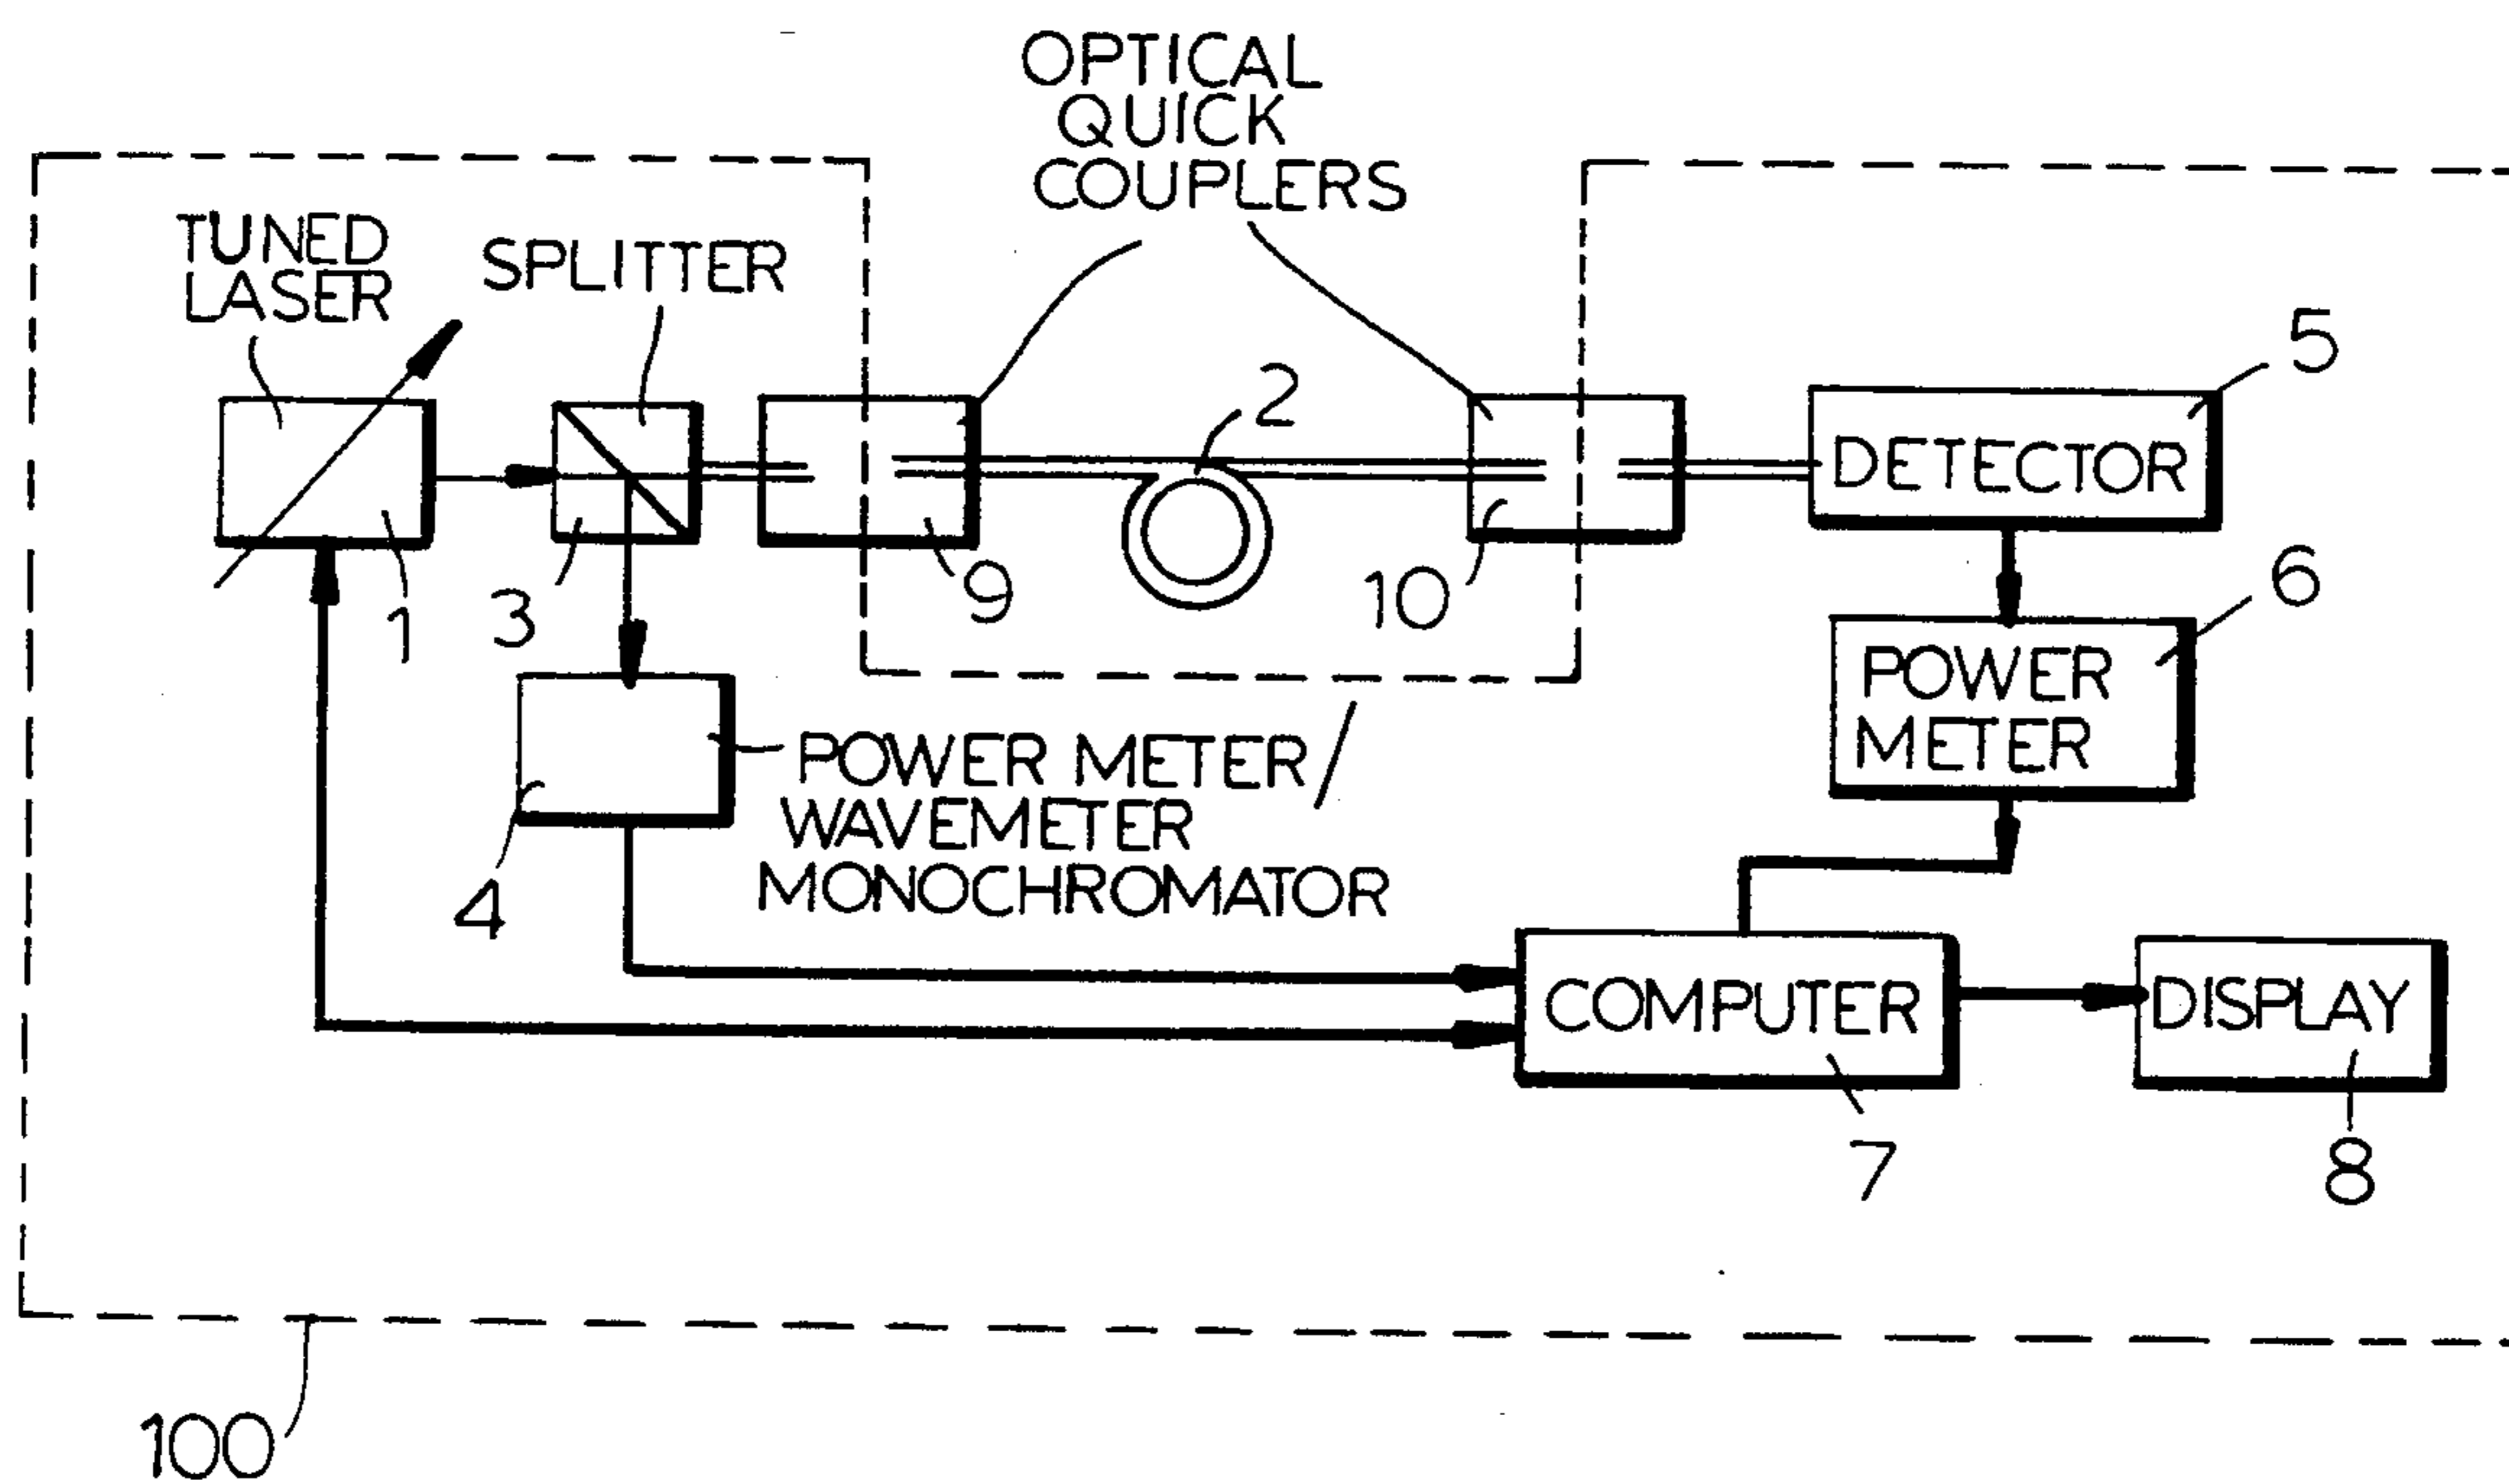 OPTICAL
QUICK
COUPLERS
TUNED
LASER
SPLITTER
5
2
DETECTOR
1
3
9
10
6
POWER
METER
POWER METER/
WAVEMETER
MONOCHROMATOR
4
COMPUTER
DISPLAY
7
8
100